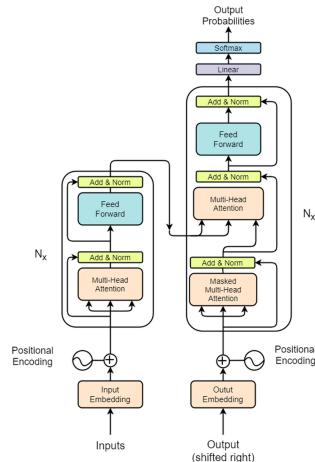 Output
Probabilities
Softmax
Linear
Add & Norm
Feed
Forward
Add & Norm
Multi-Head
Attention
Nx
Add & Norm
Masked
Multi-Head
Attention
Add & Norm
Feed
Forward
Nx
Add & Norm
Multi-Head
Attention
Positional
Encoding
Positional
Encoding
Input
Embedding
Outut
Embedding
Inputs
Output
(shifted right)